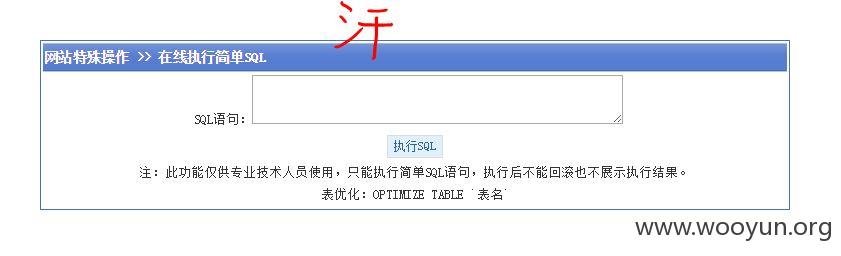 汗
网站特殊操作 >> 在线执行简单SQL
SQL语句:
执行SQL
注: 此功能仅供专业技术人员使用, 只能执行简单SQL语句, 执行后不能回滚也不展示执行结果。
表优化: OPTIMIZE TABLE `表名`
www.wooyun.org